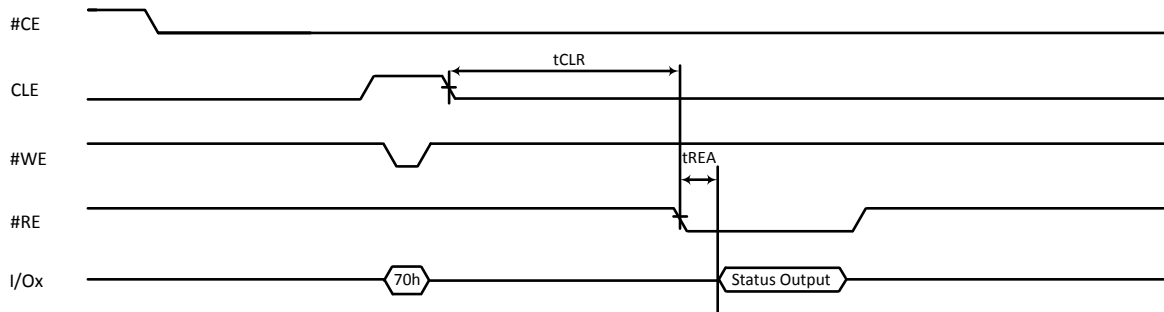 #CE
tCLR
CLE
#WE
tREA
#RE
I/Ox
70h
Status Output